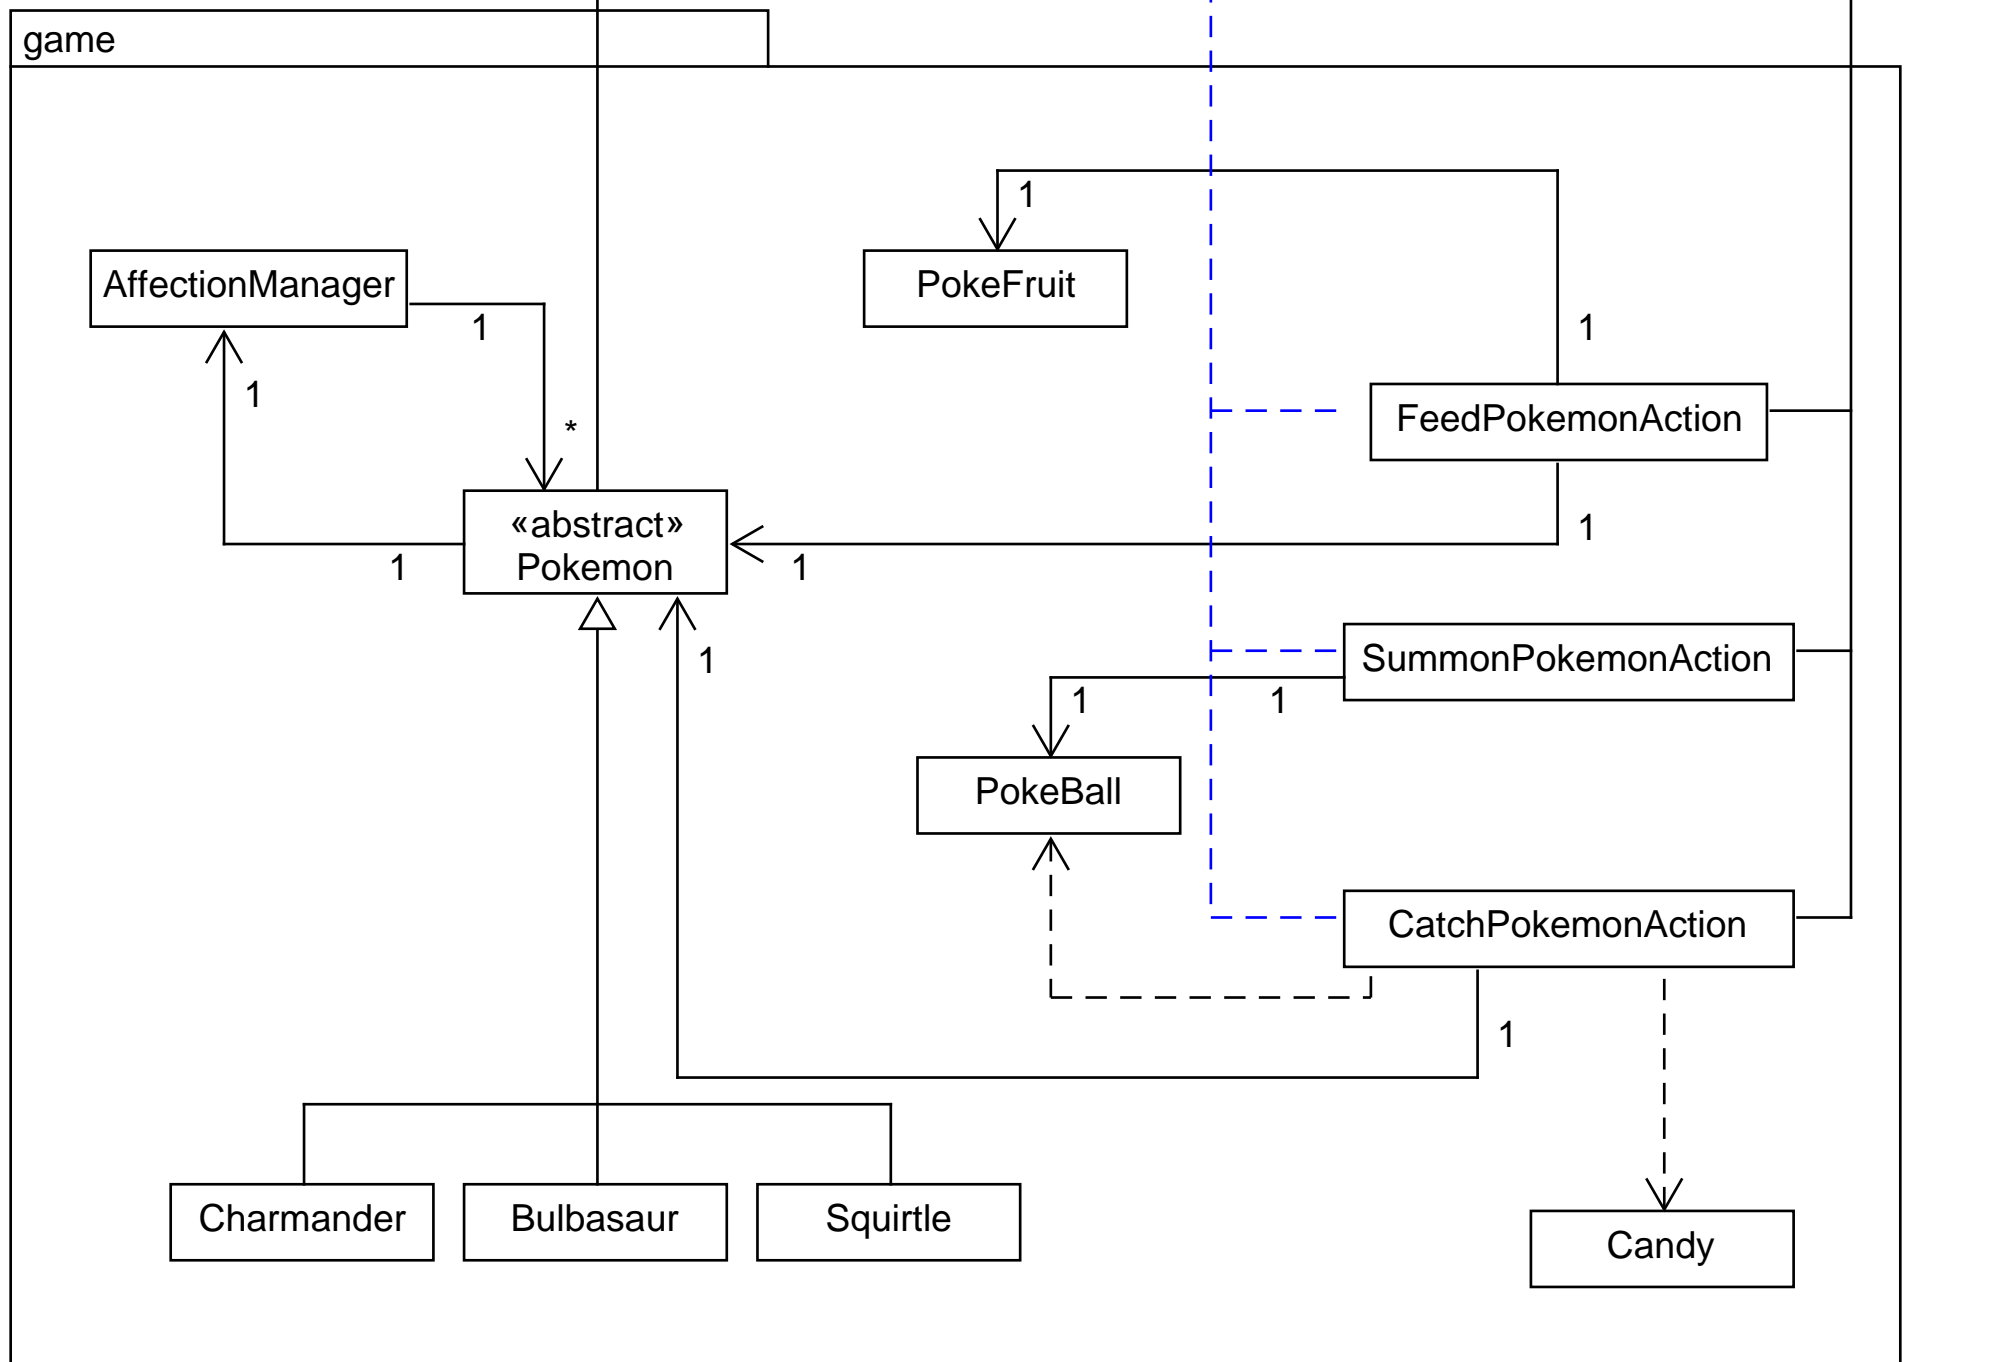 game
1
AffectionManager
PokeFruit
1
1
1
*
FeedPokemonAction
«abstract»
Pokemon
1
1
1
1
SummonPokemonAction
1
1
PokeBall
CatchPokemonAction
1
Charmander
Bulbasaur
Squirtle
Candy